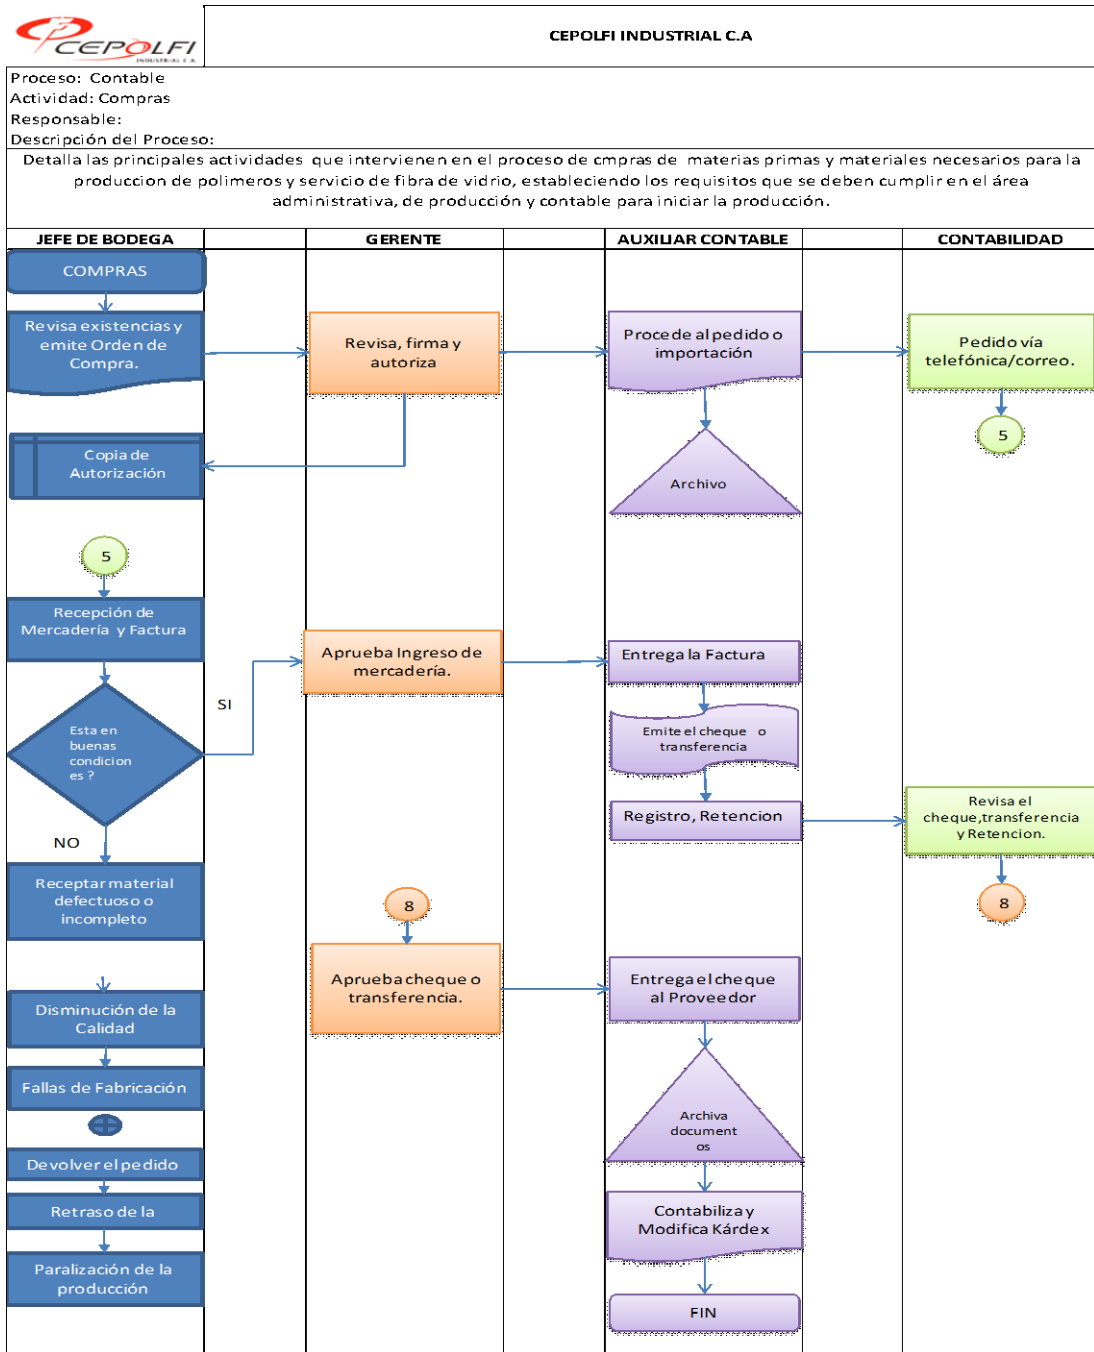 CEPOLFI
INDUSTRIAL C.A.
CEPOLFI INDUSTRIAL C.A
Proceso: Contable
Actividad: Compras
Responsable:
Descripción del Proceso:
Detalla las principales actividades que intervienen en el proceso de cmpras de materias primas y materiales necesarios para la
produccion de polimeros y servicio de fibra de vidrio, estableciendo los requisitos que se deben cumplir en el área
administrativa, de producción y contable para iniciar la producción.
JEFE DE BODEGA
GERENTE
AUXILIAR CONTABLE
CONTABILIDAD
COMPRAS
Revisa existencias y
emite Orden de
Compra.
Revisa, firma y
autoriza
Procede al pedido o
importación
Pedido vía
telefónica/correo.
5
Copia de
Autorización
Archivo
5
Recepción de
Mercadería y Factura
Aprueba Ingreso de
mercadería.
Entrega la Factura
SI
Esta en
buenas
condicion
es ?
Emite el cheque o
transferencia
Registro, Retencion
Revisa el
cheque,transferencia
y Retencion.
NO
Receptar material
defectuoso o
incompleto
8
8
Aprueba cheque o
transferencia.
Entrega el cheque
al Proveedor
Disminución de la
Calidad
Fallas de Fabricación
Archiva
document
os
Devolver el pedido
Retraso de la
Contabiliza y
Modifica Kárdex
Paralización de la
producción
FIN